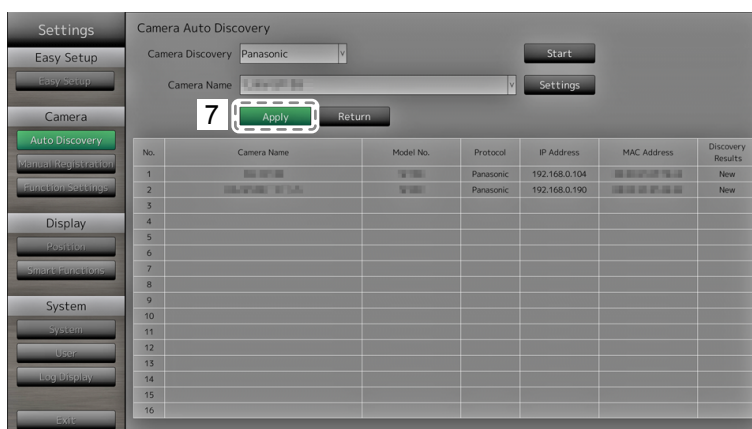 Settings
Easy Setup
Easy Setup
Camera
Auto Discovery
Manual Registration
Function Settings
Display
Position
Smart Functions
System
System
User
Log Display
Exit
Camera Auto Discovery
Camera Discovery Panasonic v Start
Camera Name v Settings
7 Apply Return
No. Camera Name Model No. Protocol IP Address MAC Address Discovery Results
1 Panasonic 192.168.0.104 New
2 Panasonic 192.168.0.190 New
3
4
5
6
7
8
9
10
11
12
13
14
15
16